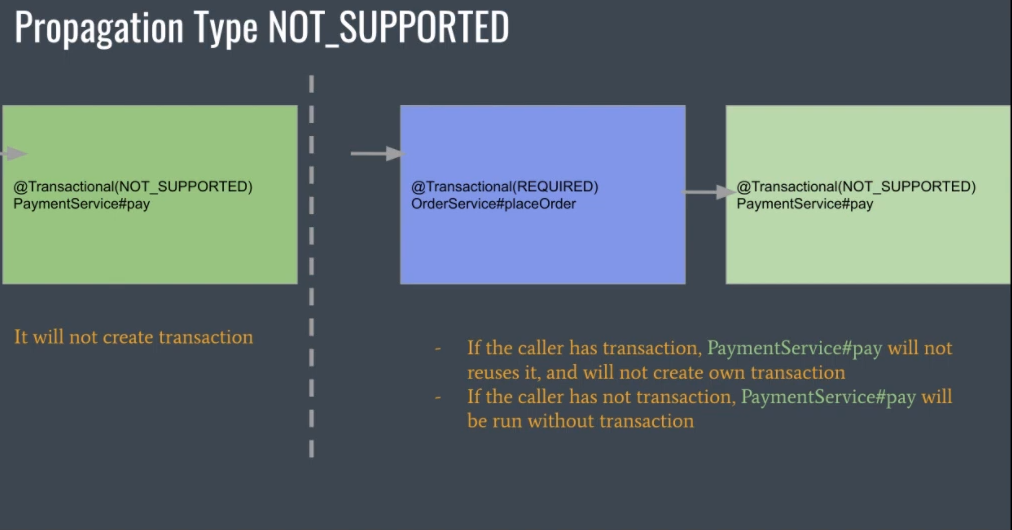 Propagation Type NOT_SUPPORTED
@Transactional(NOT_SUPPORTED)
PaymentService#pay
It will not create transaction
@Transactional(REQUIRED)
OrderService#placeOrder
@Transactional(NOT_SUPPORTED)
PaymentService#pay
- If the caller has transaction, PaymentService#pay will not
reuses it, and will not create own transaction
- If the caller has not transaction, PaymentService#pay will
be run without transaction